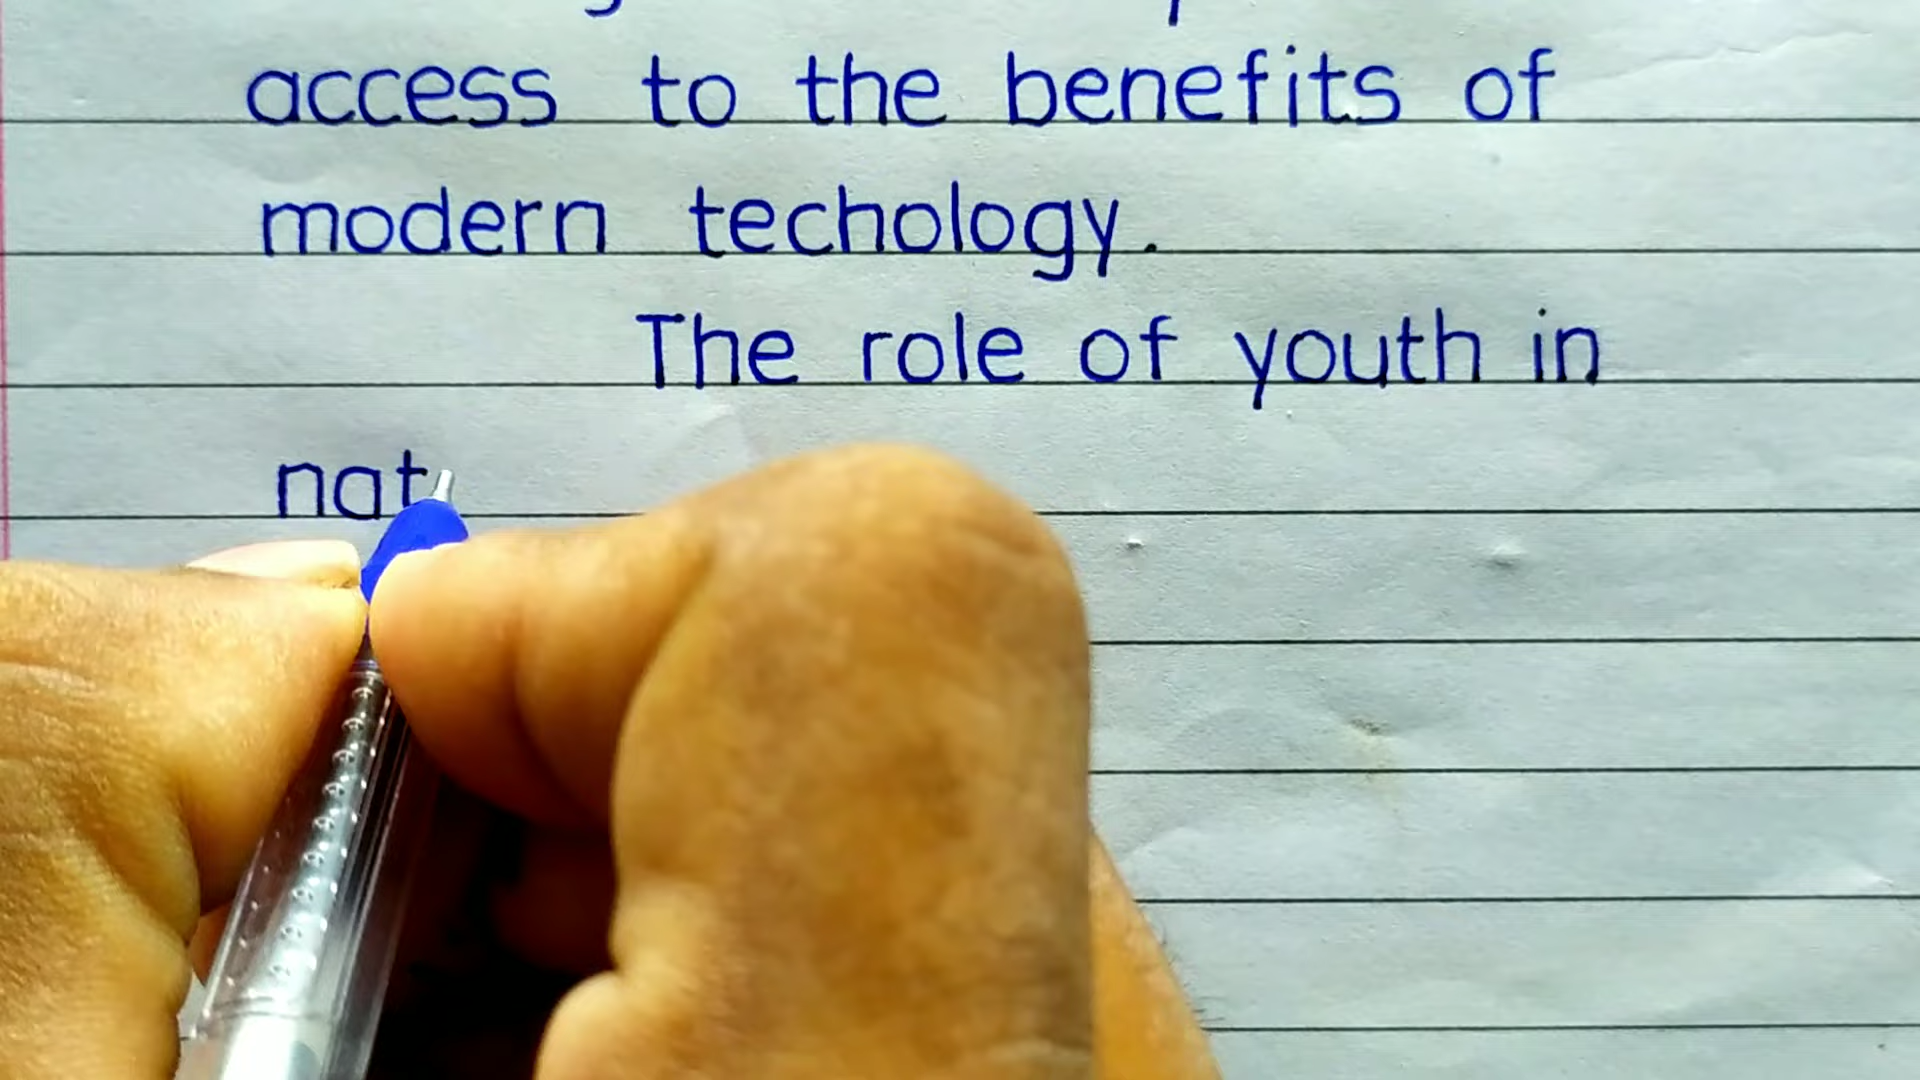 access to the benefits of
modern techology.
The role of youth in
nat